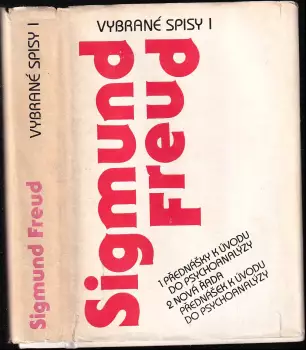 VYBRANÉ SPISY I
Sigmund Freud
VYBRANÉ SPISY I
Sigmund
Freud
1 PŘEDNÁŠKY K ÚVODU
DO PSYCHOANALÝZY
2 NOVÁ ŘADA
PŘEDNÁŠEK K ÚVODU
DO PSYCHOANALÝZY